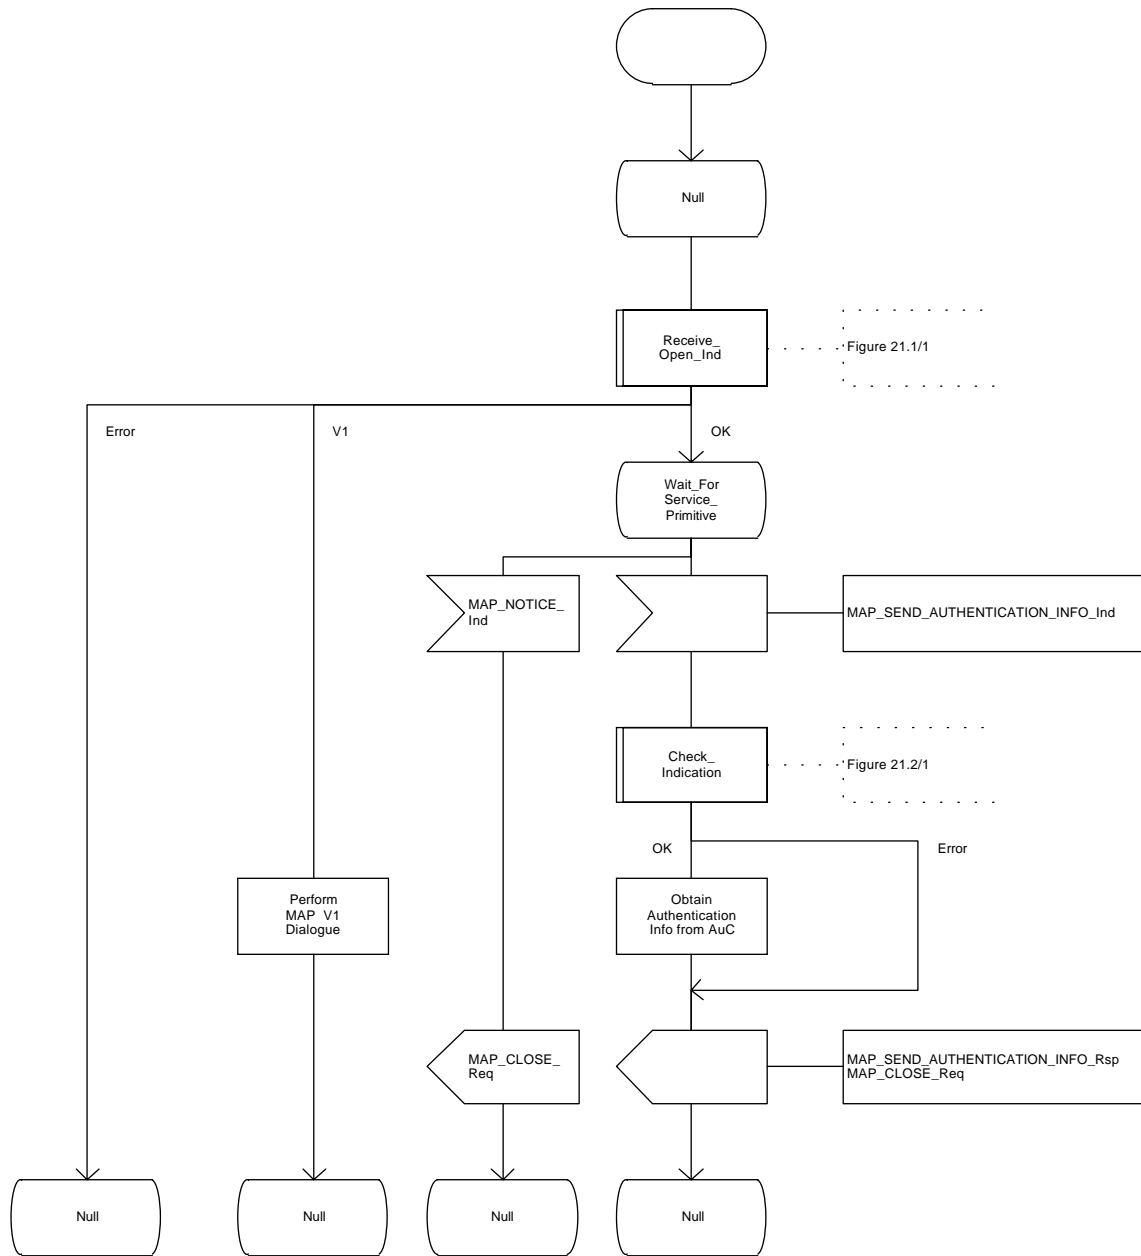 Null
Receive_
Open_Ind
Figure 21.1/1
Error
V1
OK
Wait_For
Service_
Primitive
MAP_NOTICE_
Ind
MAP_SEND_AUTHENTICATION_INFO_Ind
Check_
Indication
Figure 21.2/1
OK
Error
Perform
MAP V1
Dialogue
Obtain
Authentication
Info from AuC
MAP_CLOSE_
Req
MAP_SEND_AUTHENTICATION_INFO_Rsp
MAP_CLOSE_Req
Null
Null
Null
Null